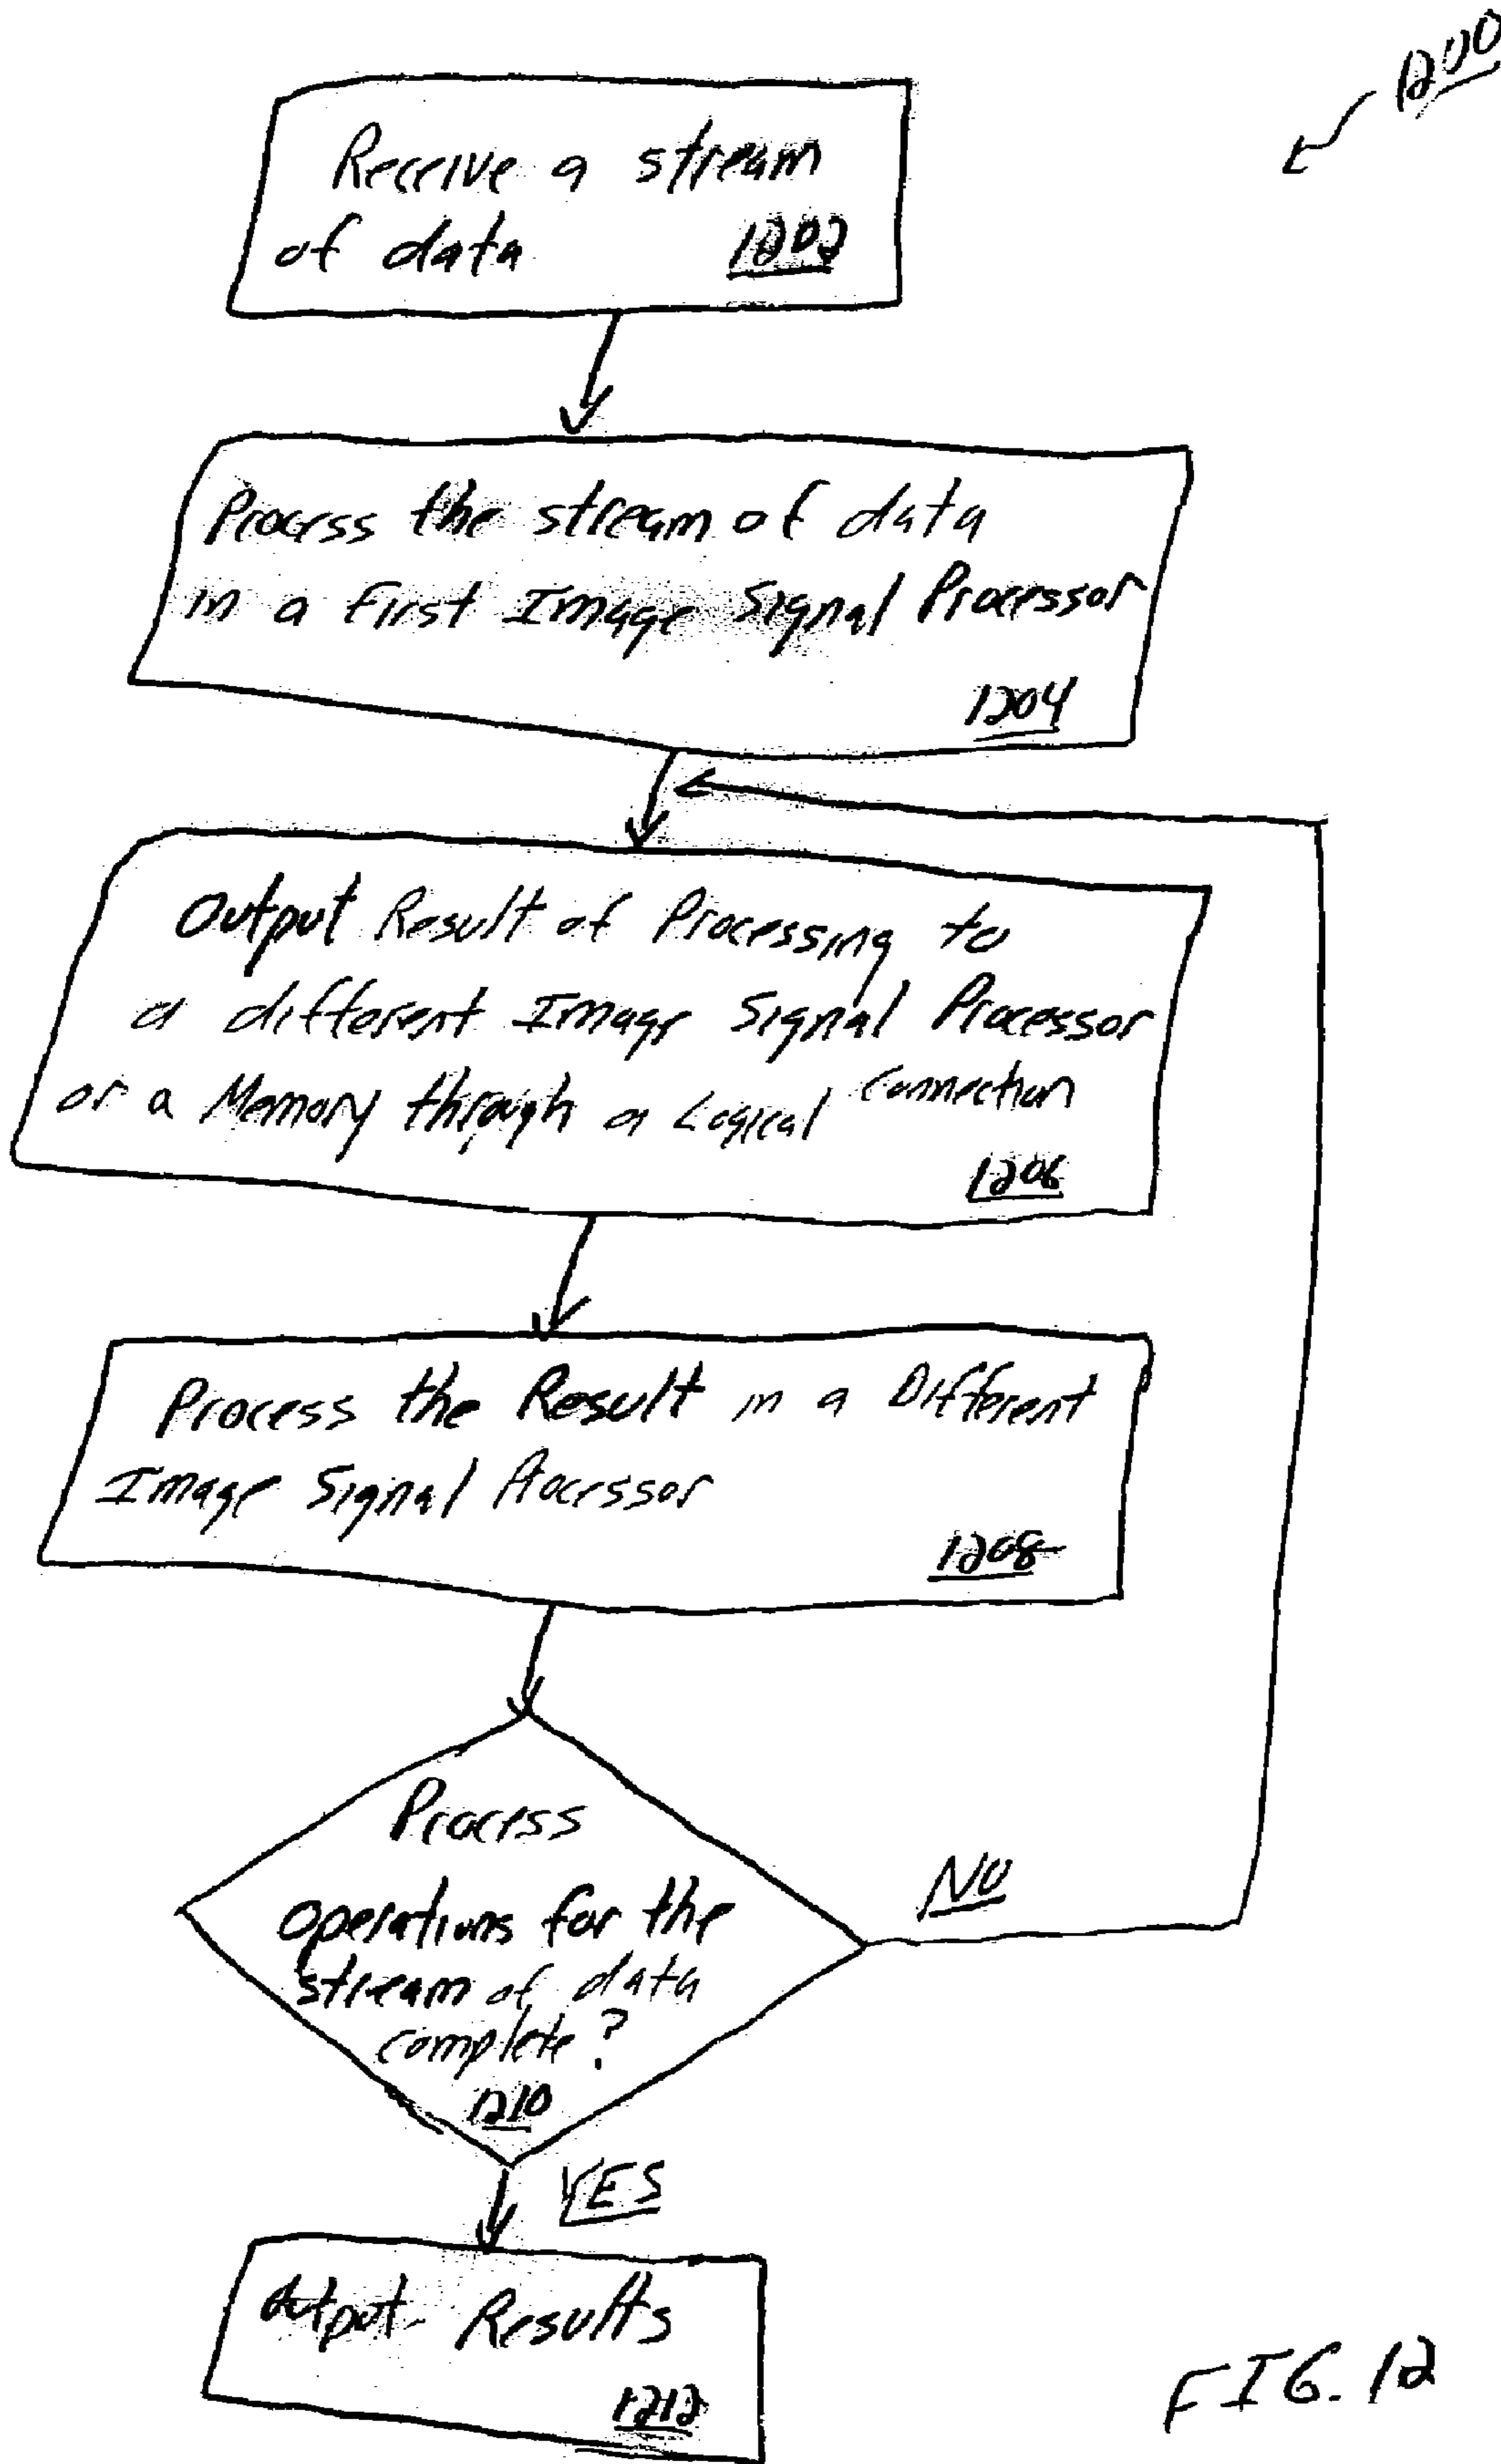 1200
Receive a stream
of data 1202
Process the stream of data
in a first Image Signal Processor
1204
Output Result of Processing to
a different Image Signal Processor
or a Memory through a Logical Connection
1206
Process the Result in a Different
Image Signal Processor
1208
Process
operations for the
stream of data
complete?
1210
NO
YES
Output Results
1212
FIG. 12